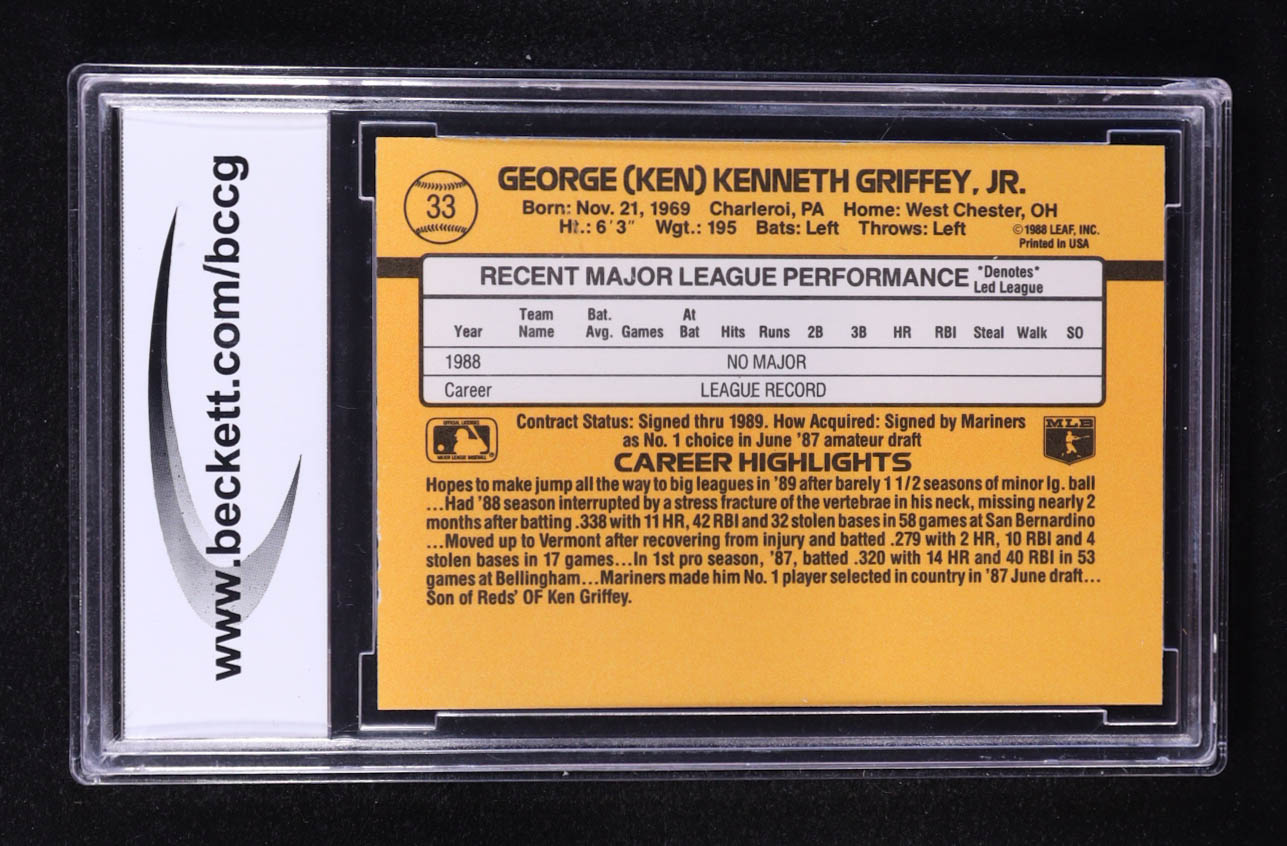 www.beckett.com/bccg
33
GEORGE (KEN) KENNETH GRIFFEY, JR.
Born: Nov. 21, 1969 Charleroi, PA Home: West Chester, OH
Ht.: 6'3" Wgt.: 195 Bats: Left Throws: Left
©1988 LEAF, INC.
Printed in USA
RECENT MAJOR LEAGUE PERFORMANCE *Denotes*
Led League
Year Team Name Bat. Avg. Games At Bat Hits Runs 2B 3B HR RBI Steal Walk SO
1988 NO MAJOR
Career LEAGUE RECORD
Contract Status: Signed thru 1989. How Acquired: Signed by Mariners
as No. 1 choice in June '87 amateur draft
OFFICIAL LICENSEE
MAJOR LEAGUE BASEBALL
MLB
CAREER HIGHLIGHTS
Hopes to make jump all the way to big leagues in '89 after barely 1 1/2 seasons of minor lg. ball
...Had '88 season interrupted by a stress fracture of the vertebrae in his neck, missing nearly 2
months after batting .338 with 11 HR, 42 RBI and 32 stolen bases in 58 games at San Bernardino
...Moved up to Vermont after recovering from injury and batted .279 with 2 HR, 10 RBI and 4
stolen bases in 17 games...In 1st pro season, '87, batted .320 with 14 HR and 40 RBI in 53
games at Bellingham...Mariners made him No. 1 player selected in country in '87 June draft...
Son of Reds' OF Ken Griffey.